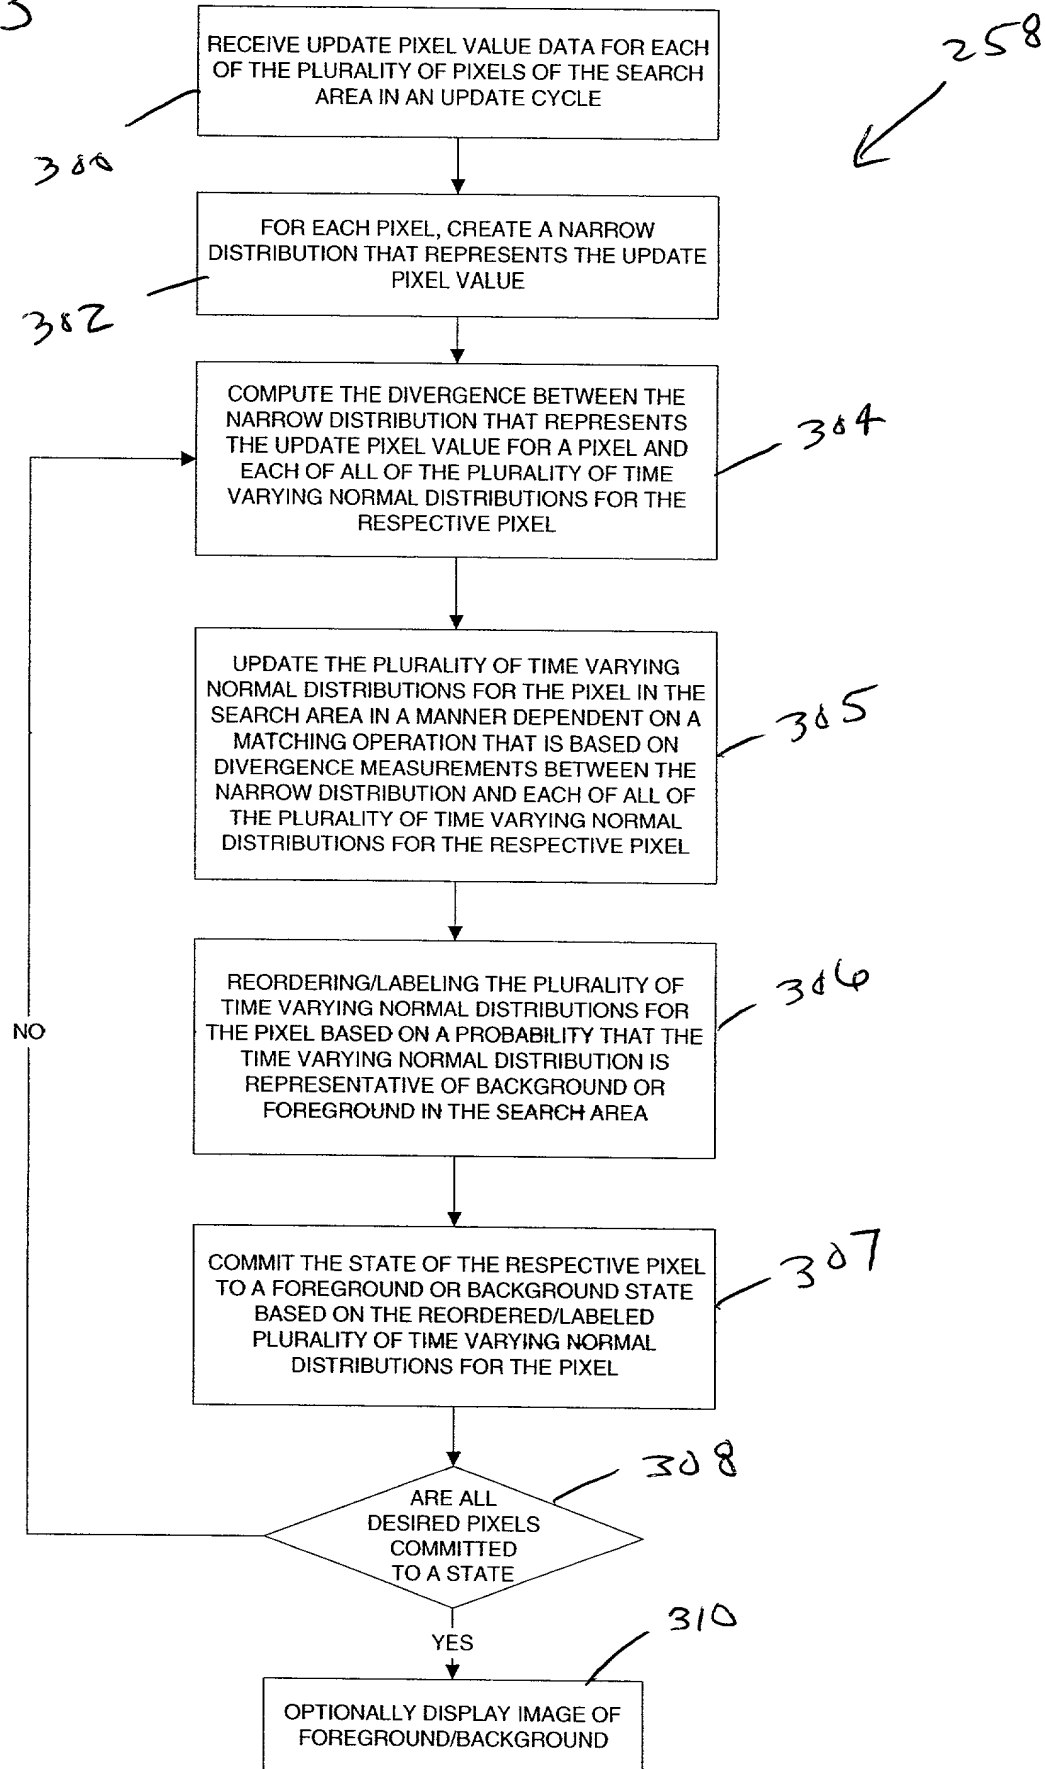 5
RECEIVE UPDATE PIXEL VALUE DATA FOR EACH
OF THE PLURALITY OF PIXELS OF THE SEARCH
AREA IN AN UPDATE CYCLE
258
300
FOR EACH PIXEL, CREATE A NARROW
DISTRIBUTION THAT REPRESENTS THE UPDATE
PIXEL VALUE
302
COMPUTE THE DIVERGENCE BETWEEN THE
NARROW DISTRIBUTION THAT REPRESENTS
THE UPDATE PIXEL VALUE FOR A PIXEL AND
EACH OF ALL OF THE PLURALITY OF TIME
VARYING NORMAL DISTRIBUTIONS FOR THE
RESPECTIVE PIXEL
304
UPDATE THE PLURALITY OF TIME VARYING
NORMAL DISTRIBUTIONS FOR THE PIXEL IN THE
SEARCH AREA IN A MANNER DEPENDENT ON A
MATCHING OPERATION THAT IS BASED ON
DIVERGENCE MEASUREMENTS BETWEEN THE
NARROW DISTRIBUTION AND EACH OF ALL OF
THE PLURALITY OF TIME VARYING NORMAL
DISTRIBUTIONS FOR THE RESPECTIVE PIXEL
305
REORDERING/LABELING THE PLURALITY OF
TIME VARYING NORMAL DISTRIBUTIONS FOR
THE PIXEL BASED ON A PROBABILITY THAT THE
TIME VARYING NORMAL DISTRIBUTION IS
REPRESENTATIVE OF BACKGROUND OR
FOREGROUND IN THE SEARCH AREA
306
NO
COMMIT THE STATE OF THE RESPECTIVE PIXEL
TO A FOREGROUND OR BACKGROUND STATE
BASED ON THE REORDERED/LABELED
PLURALITY OF TIME VARYING NORMAL
DISTRIBUTIONS FOR THE PIXEL
307
ARE ALL
DESIRED PIXELS
COMMITTED
TO A STATE
308
YES
310
OPTIONALLY DISPLAY IMAGE OF
FOREGROUND/BACKGROUND